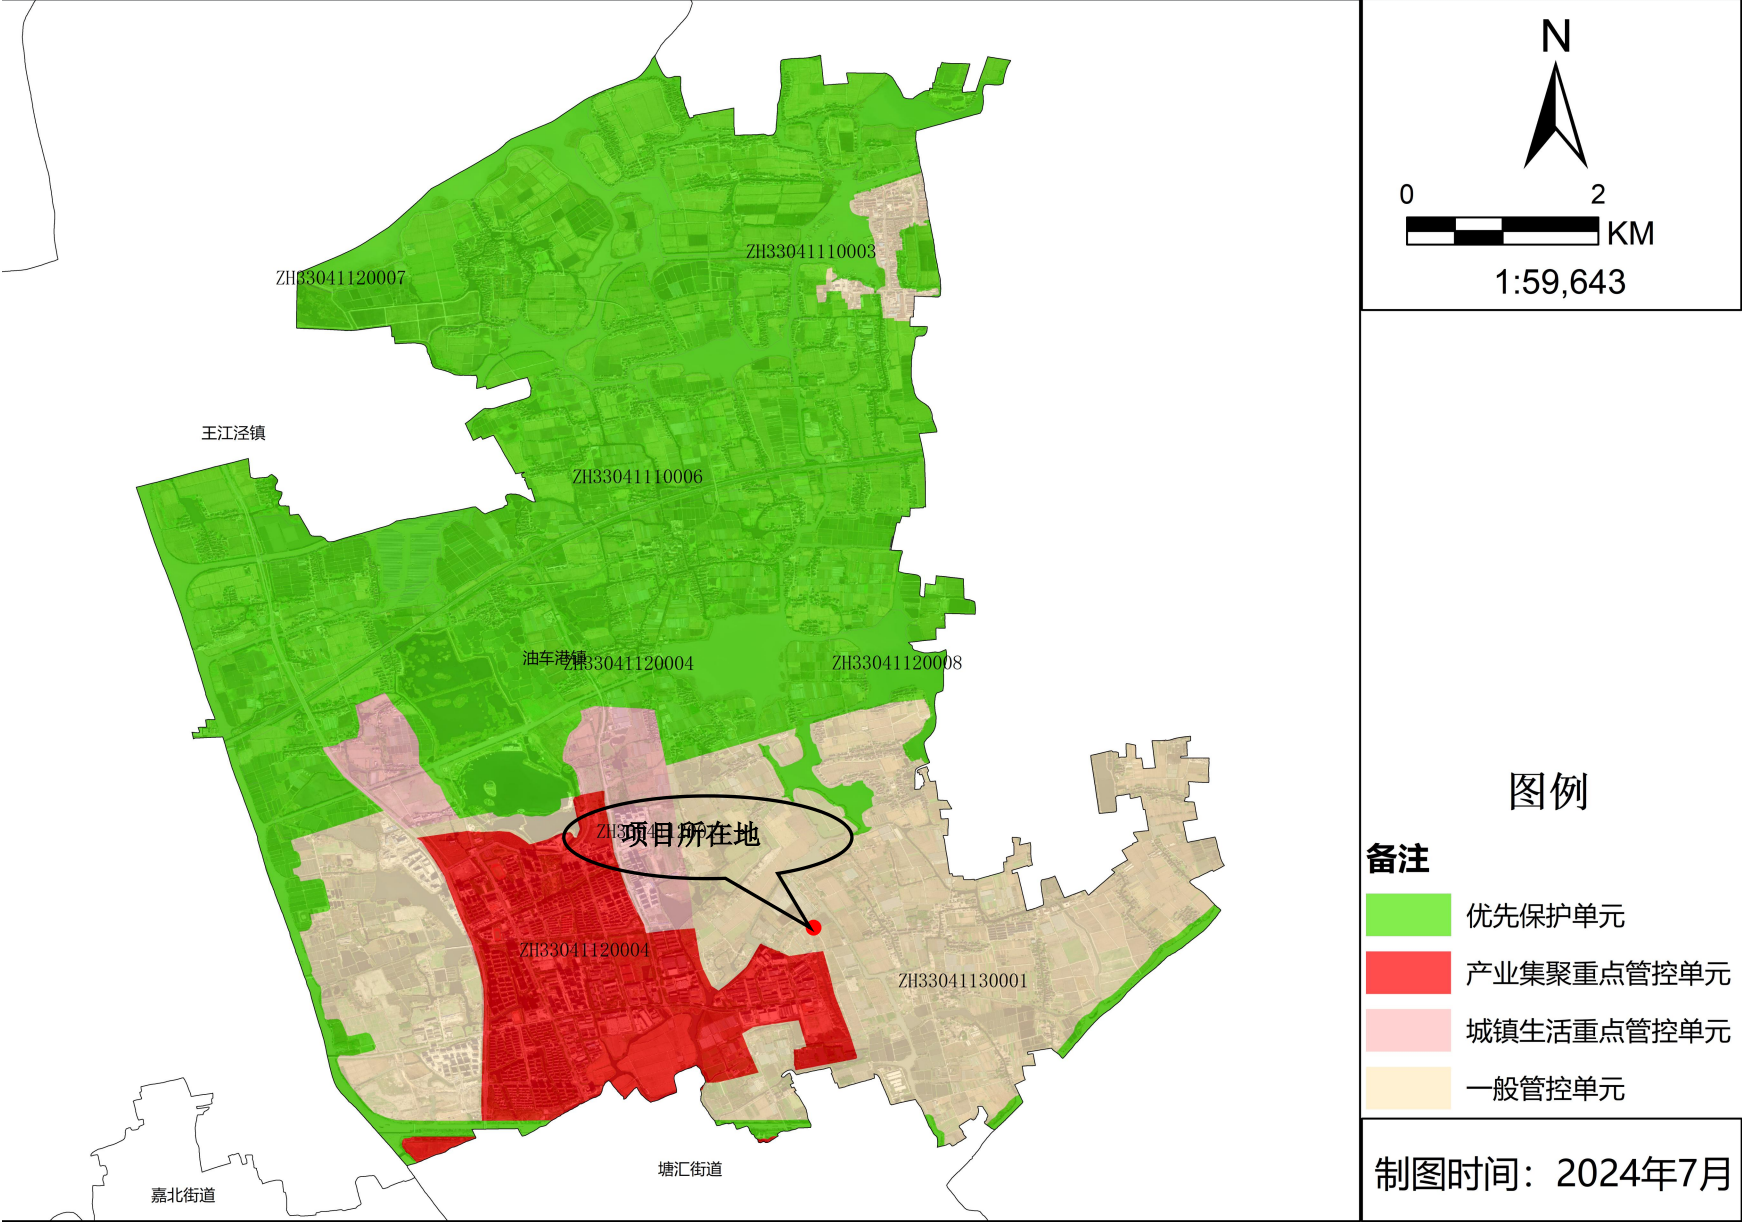 N
0 2
KM
1:59,643
ZH33041110003
ZH33041120007
王江泾镇
ZH33041110006
油车港镇
ZH33041120004
ZH33041120008
项目所在地
ZH33041120004
ZH33041130001
塘汇街道
嘉北街道
图例
备注
优先保护单元
产业集聚重点管控单元
城镇生活重点管控单元
一般管控单元
制图时间：2024年7月